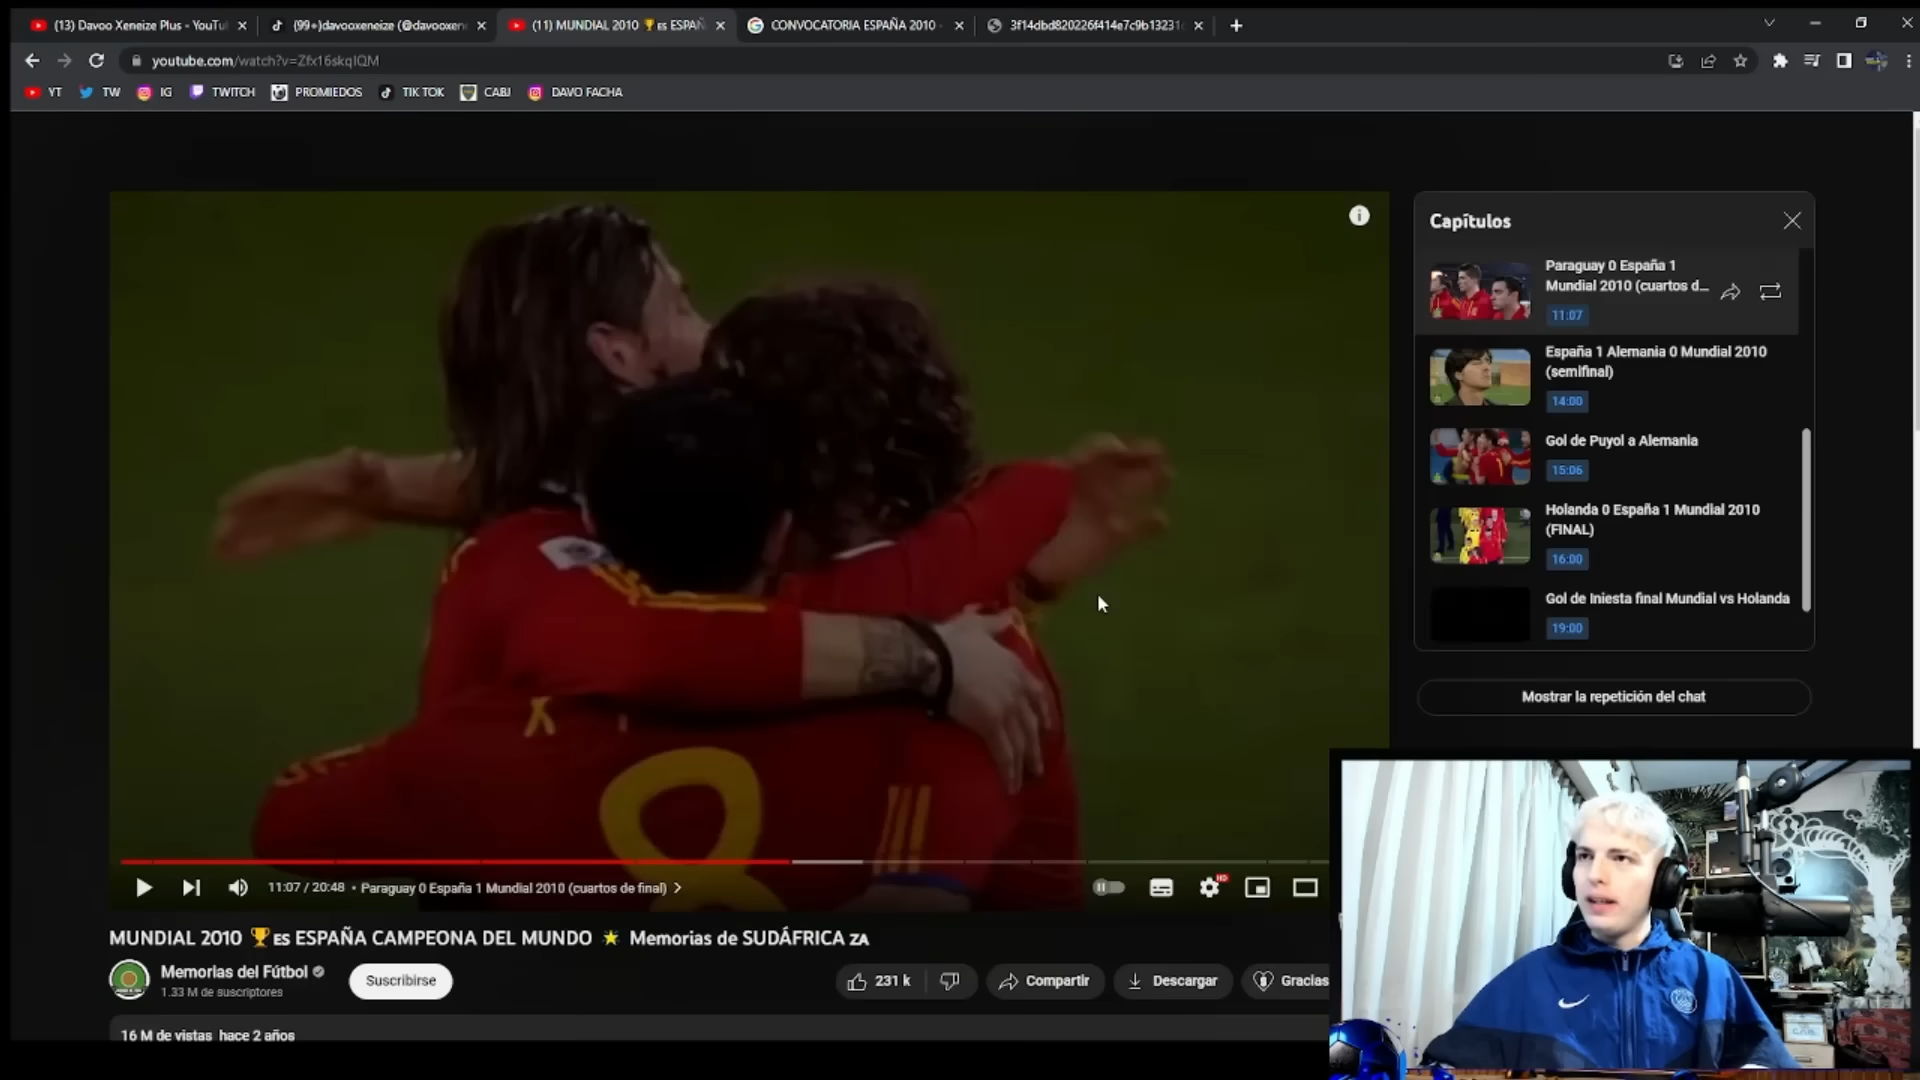 (13) Davoo Xeneize Plus - YouTu
(99+)davooxeneize (@davooxen
(11) MUNDIAL 2010 🏆ES ESPAÑ
CONVOCATORIA ESPAÑA 2010 -
3f14dbd820226f414e7c9b13231
youtube.com/watch?v=Zfx16skqIQM
YT
TW
IG
TWITCH
PROMIEDOS
TIK TOK
CABJ
DAVO FACHA
Capítulos
Paraguay 0 España 1
Mundial 2010 (cuartos d...
11:07
España 1 Alemania 0 Mundial 2010
(semifinal)
14:00
Gol de Puyol a Alemania
15:06
Holanda 0 España 1 Mundial 2010
(FINAL)
16:00
Gol de Iniesta final Mundial vs Holanda
19:00
Mostrar la repetición del chat
8
11:07 / 20:48 • Paraguay 0 España 1 Mundial 2010 (cuartos de final) >
HD
MUNDIAL 2010 🏆ES ESPAÑA CAMPEONA DEL MUNDO ⭐ Memorias de SUDÁFRICA ZA
Memorias del Fútbol
1.33 M de suscriptores
Suscribirse
231 k
Compartir
Descargar
Gracias
16 M de vistas hace 2 años